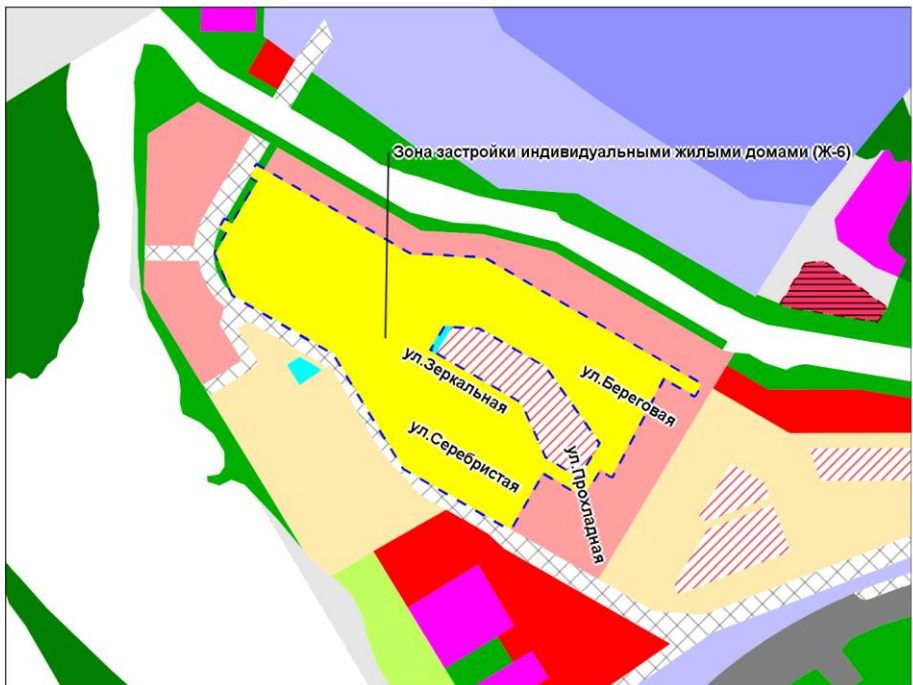 Зона застройки индивидуальными жилыми домами (Ж-6)
ул.Зеркальная
ул.Береговая
ул.Серебристая
ул.Прохладная